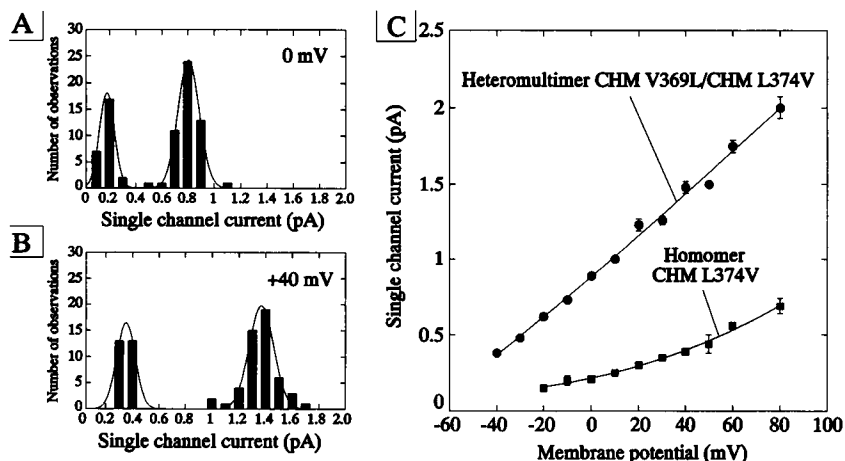 A
0 mV
Number of observations
30
25
20
15
10
5
0
0 0.2 0.4 0.6 0.8 1 1.2 1.4 1.6 1.8 2.0
Single channel current (pA)
B
+40 mV
Number of observations
30
25
20
15
10
5
0
0 0.2 0.4 0.6 0.8 1 1.2 1.4 1.6 1.8 2.0
Single channel current (pA)
C
Single channel current (pA)
2.5
2
1.5
1
0.5
0
Heteromultimer CHM V369L/CHM L374V
Homomer
CHM L374V
-60 -40 -20 0 20 40 60 80 100
Membrane potential (mV)